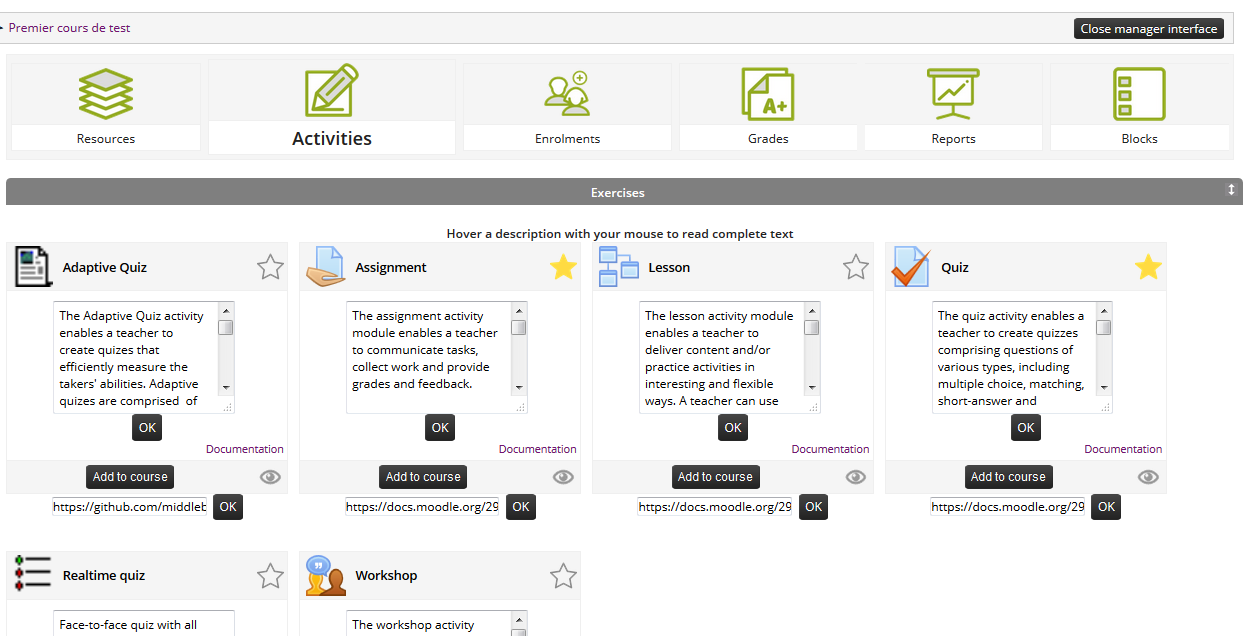 Premier cours de test
Close manager interface
Resources
Activities
Enrolments
Grades
Reports
Blocks
Exercises
Hover a description with your mouse to read complete text
Adaptive Quiz
The Adaptive Quiz activity
enables a teacher to
create quizes that
efficiently measure the
takers' abilities. Adaptive
quizes are comprised of
OK
Documentation
Add to course
https://github.com/middleb
OK
Assignment
The assignment activity
module enables a teacher
to communicate tasks,
collect work and provide
grades and feedback.
OK
Documentation
Add to course
https://docs.moodle.org/29
OK
Lesson
The lesson activity module
enables a teacher to
deliver content and/or
practice activities in
interesting and flexible
ways. A teacher can use
OK
Documentation
Add to course
https://docs.moodle.org/29
OK
Quiz
The quiz activity enables a
teacher to create quizzes
comprising questions of
various types, including
multiple choice, matching,
short-answer and
OK
Documentation
Add to course
https://docs.moodle.org/29
OK
Realtime quiz
Face-to-face quiz with all
Workshop
The workshop activity